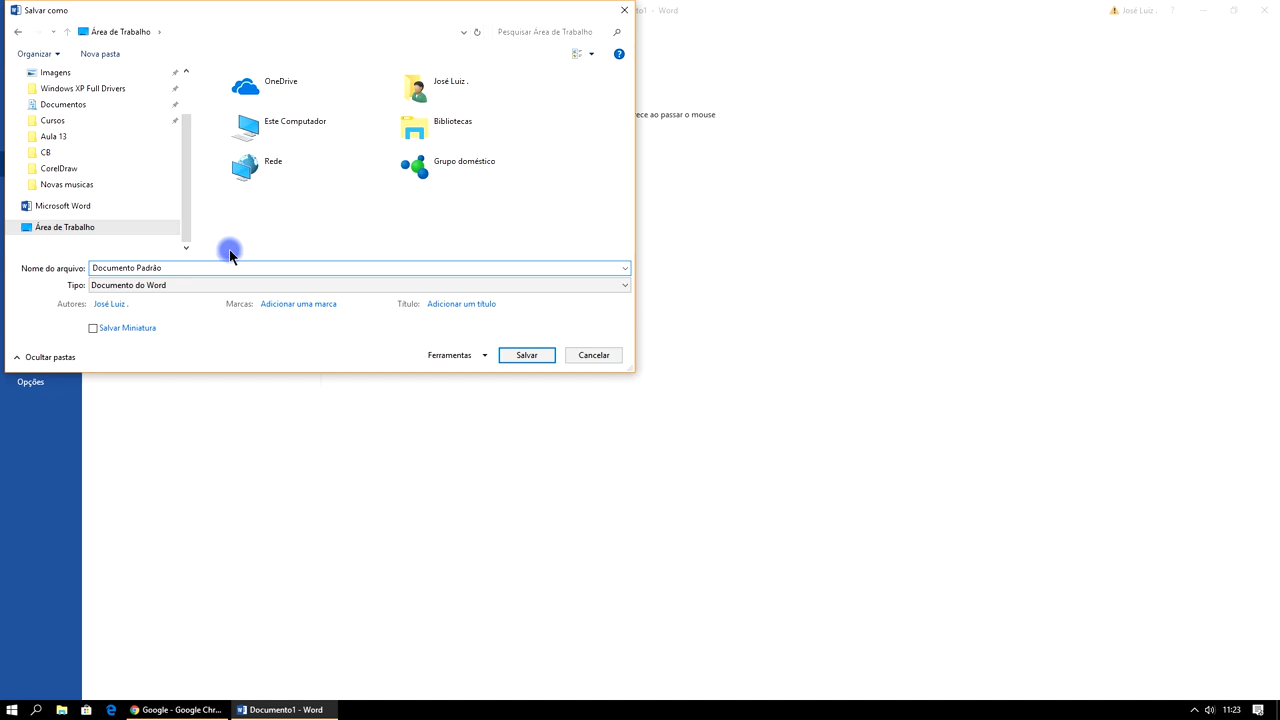 Salvar como
to1 - Word
José Luiz .
?
Área de Trabalho
Pesquisar Área de Trabalho
Organizar
Nova pasta
?
Imagens
Windows XP Full Drivers
Documentos
Cursos
Aula 13
CB
CorelDraw
Novas musicas
Microsoft Word
Área de Trabalho
OneDrive
José Luiz .
Este Computador
Bibliotecas
Rede
Grupo doméstico
rece ao passar o mouse
Nome do arquivo: Documento Padrão
Tipo: Documento do Word
Autores: José Luiz . Marcas: Adicionar uma marca Título: Adicionar um título
Salvar Miniatura
Ocultar pastas
Ferramentas
Salvar
Cancelar
Opções
Google - Google Chr...
Documento1 - Word
11:23